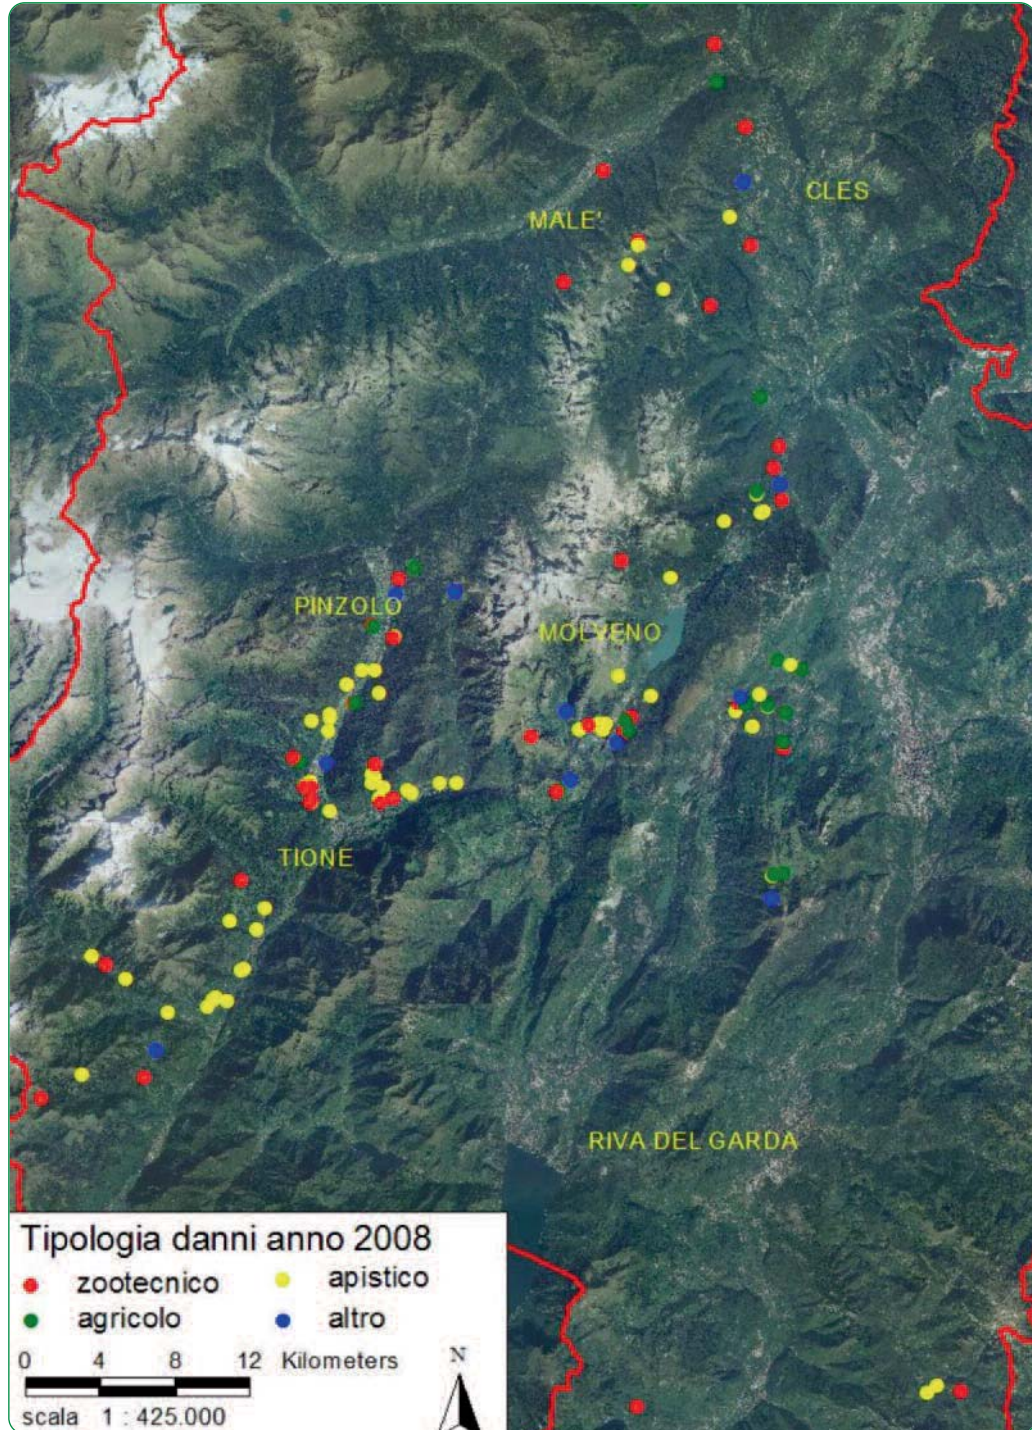 CLES
MALE'
PINZOLO
MOLVENO
TIONE
RIVA DEL GARDA
Tipologia danni anno 2008
zootecnico apistico
agricolo altro
0 4 8 12 Kilometers
N
scala 1 : 425.000